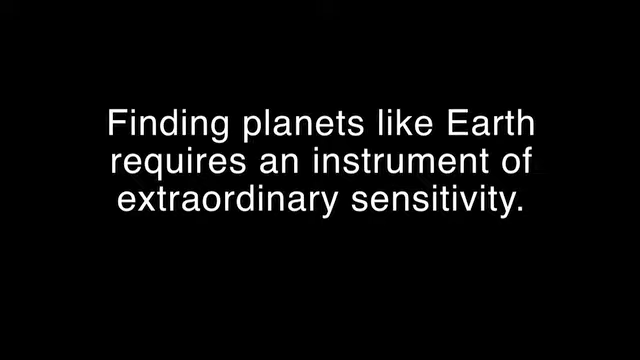 Finding planets like Earth
requires an instrument of
extraordinary sensitivity.